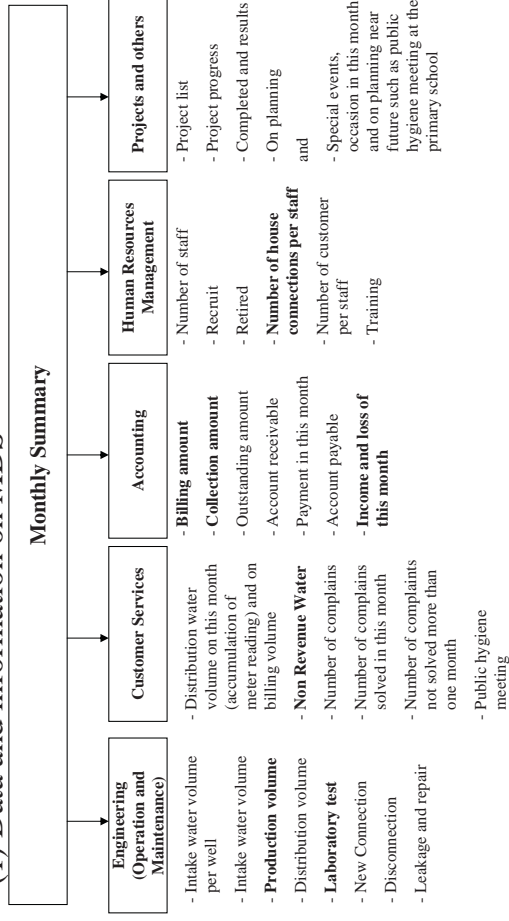 (1) Data and information on MDS
Monthly Summary
Engineering
(Operation and
Maintenance)
- Intake water volume
per well
- Intake water volume
- Production volume
- Distribution volume
- Laboratory test
- New Connection
- Disconnection
- Leakage and repair
Customer Services
- Distribution water
volume on this month
(accumulation of
meter reading) and on
billing volume
- Non Revenue Water
- Number of complains
- Number of complains
solved in this month
- Number of complaints
not solved more than
one month
- Public hygiene
meeting
Accounting
- Billing amount
- Collection amount
- Outstanding amount
- Account receivable
- Payment in this month
- Account payable
- Income and loss of
this month
Human Resources
Management
- Number of staff
- Recruit
- Retired
- Number of house
connections per staff
- Number of customer
per staff
- Training
Projects and others
- Project list
- Project progress
- Completed and results
- On planning
and
- Special events,
occasion in this month
and on planning near
future such as public
hygiene meeting at the
primary school